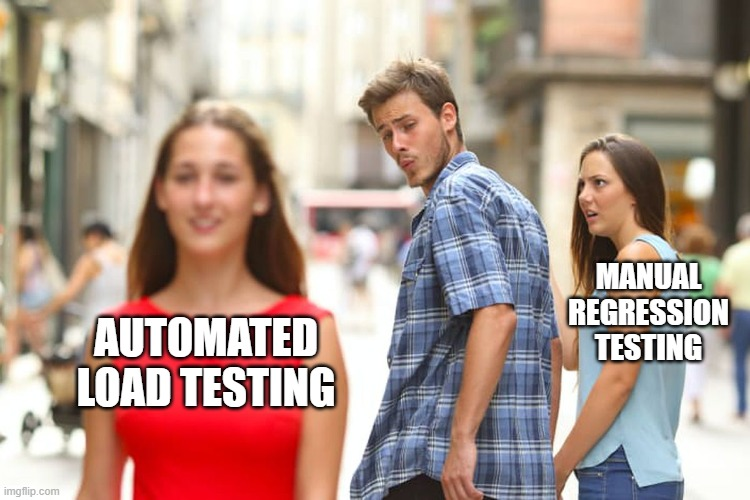 AUTOMATED
LOAD TESTING
MANUAL
REGRESSION
TESTING
imgflip.com